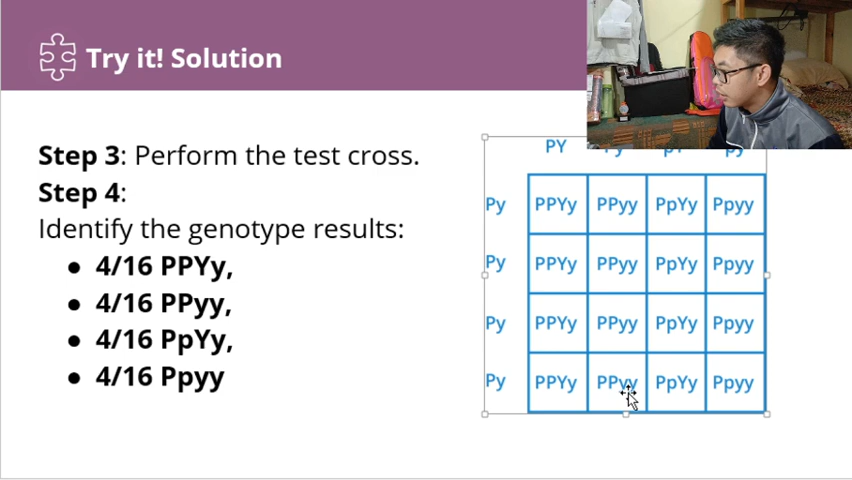 Try it! Solution
Step 3: Perform the test cross.
Step 4:
Identify the genotype results:
● 4/16 PPYy,
● 4/16 PPyy,
● 4/16 PpYy,
● 4/16 Ppyy
PY
Py PPYy PPyy PpYy Ppyy
Py PPYy PPyy PpYy Ppyy
Py PPYy PPyy PpYy Ppyy
Py PPYy PPyy PpYy Ppyy